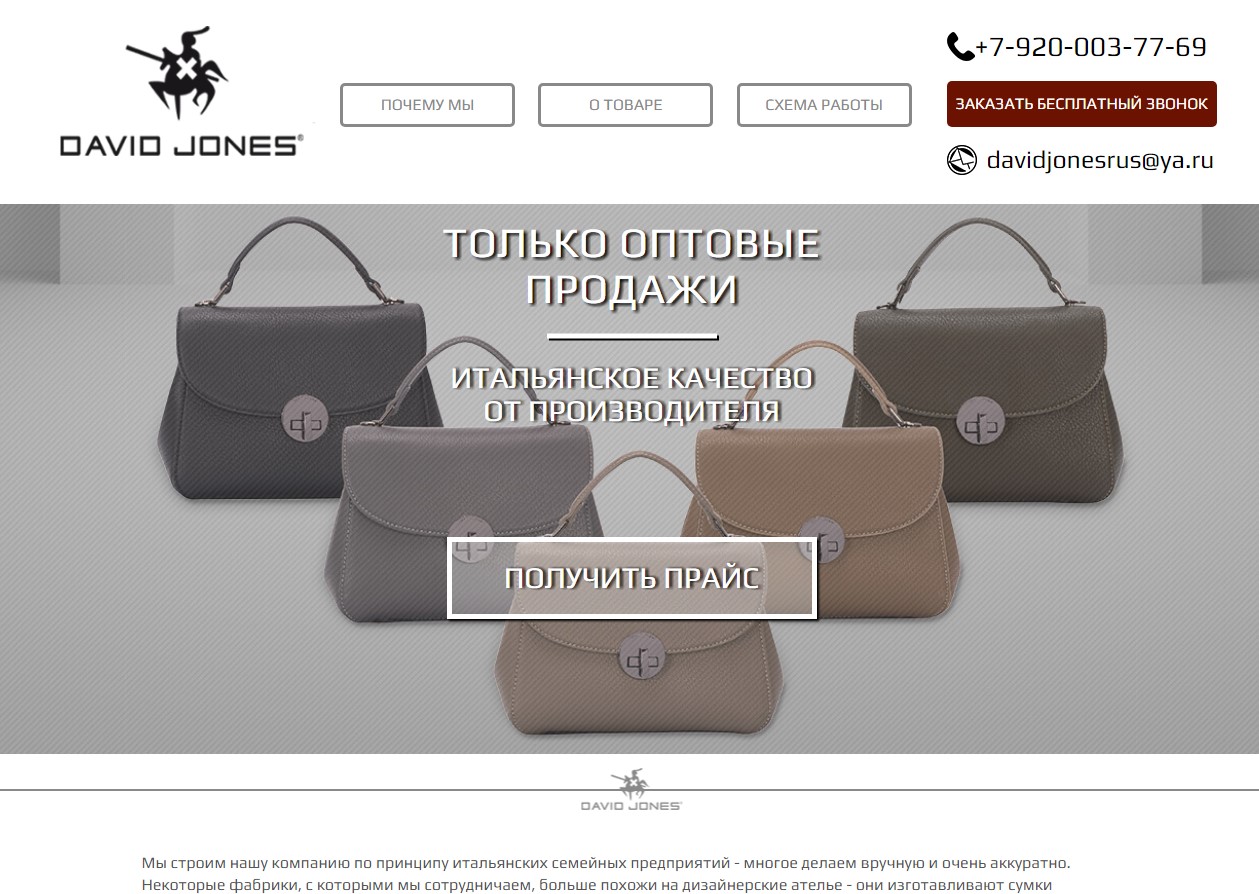 DAVID JONES®
ПОЧЕМУ МЫ
О ТОВАРЕ
СХЕМА РАБОТЫ
+7-920-003-77-69
ЗАКАЗАТЬ БЕСПЛАТНЫЙ ЗВОНОК
davidjonesrus@ya.ru
ТОЛЬКО ОПТОВЫЕ
ПРОДАЖИ
ИТАЛЬЯНСКОЕ КАЧЕСТВО
ОТ ПРОИЗВОДИТЕЛЯ
ПОЛУЧИТЬ ПРАЙС
DAVID JONES
Мы строим нашу компанию по принципу итальянских семейных предприятий - многое делаем вручную и очень аккуратно.
Некоторые фабрики, с которыми мы сотрудничаем, больше похожи на дизайнерские ателье - они изготавливают сумки